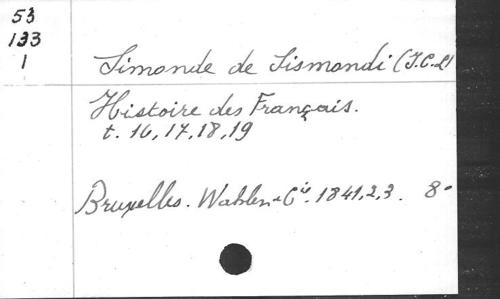 53
133
1
Simonde de Sismondi (J.C.L)
Histoire des Français.
t. 16,17,18,19
Bruxelles. Wahlen & Cie. 1841,2,3. 8º